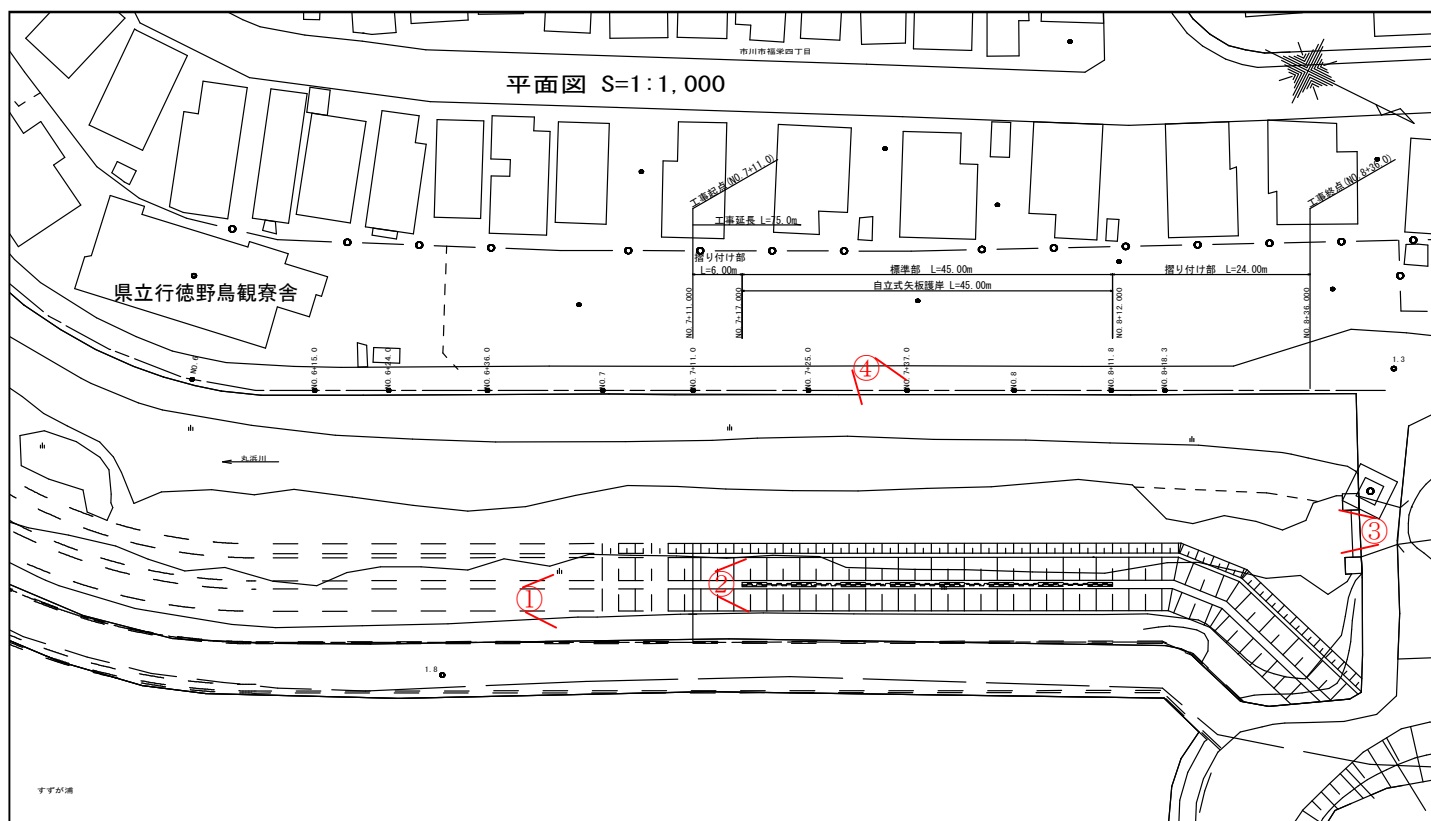 市川市福栄四丁目
平面図 S=1:1,000
工事起点(NO.7+11.0)
工事終点(NO.8+36.0)
工事延長 L=75.0m
摺り付け部
L=6.00m
標準部 L=45.00m
摺り付け部 L=24.00m
自立式矢板護岸 L=45.00m
県立行徳野鳥観察舎
NO.7+11.000
NO.7+17.000
NO.8+12.000
NO.8+36.000
NO.6
NO.6+15.0
NO.6+24.0
NO.6+36.0
NO.7
NO.7+11.0
NO.7+25.0
④
NO.7+37.0
NO.8
NO.8+11.8
NO.8+18.3
1.3
丸浜川
③
①
②
1.8
すずが浦